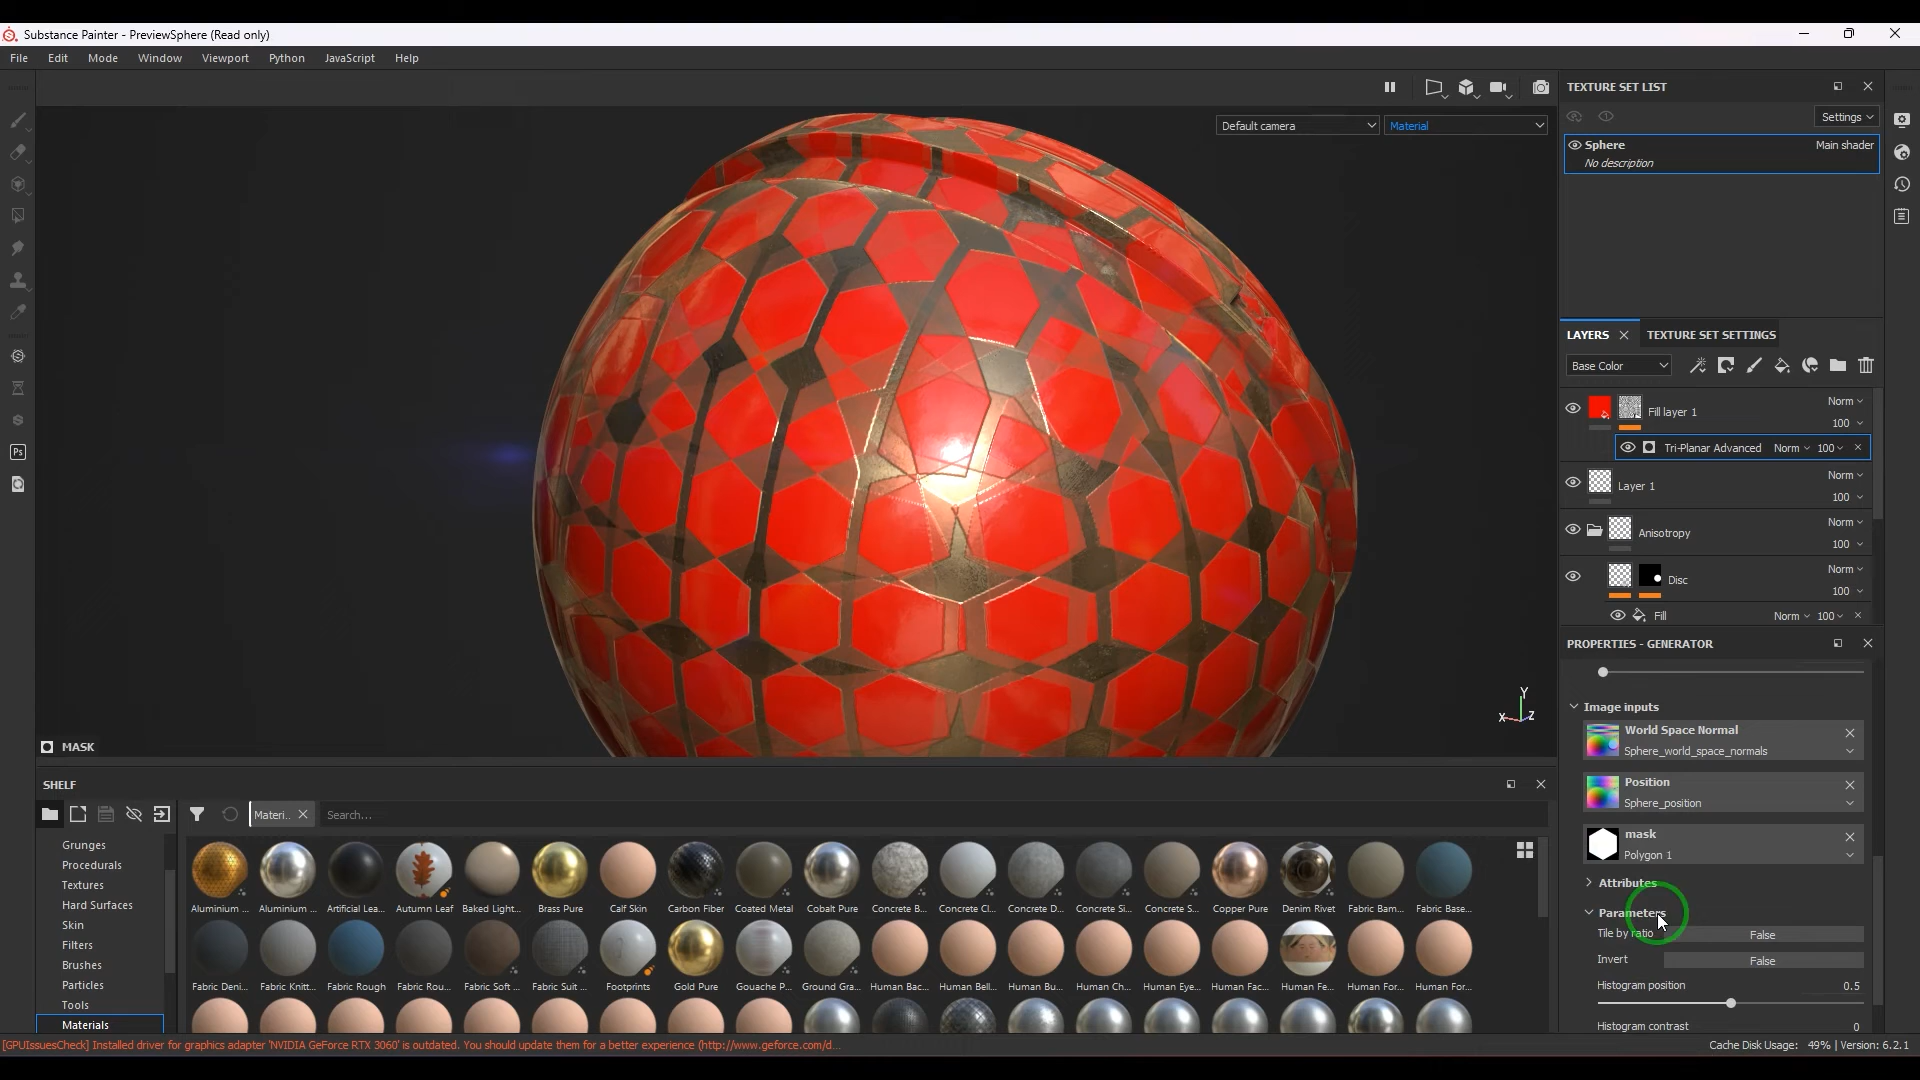 Substance Painter - PreviewSphere (Read only)
File Edit Mode Window Viewport Python JavaScript Help
Default camera
Material
MASK
Y
X
Z
TEXTURE SET LIST
Settings
Sphere
Main shader
No description
LAYERS
TEXTURE SET SETTINGS
Base Color
Norm
Fill layer 1
100
Tri-Planar Advanced Norm 100
Norm
Layer 1
100
Norm
Anisotropy
100
Norm
Disc
100
Fill Norm 100
PROPERTIES - GENERATOR
Image inputs
World Space Normal
Sphere_world_space_normals
Position
Sphere_position
mask
Polygon 1
Attributes
Parameters
Tile by ratio False
Invert False
Histogram position 0.5
Histogram contrast 0
SHELF
Materi..
Search...
Grunges
Procedurals
Textures
Hard Surfaces
Skin
Filters
Brushes
Particles
Tools
Materials
Aluminium ... Aluminium ... Artificial Lea... Autumn Leaf Baked Light... Brass Pure Calf Skin Carbon Fiber Coated Metal Cobalt Pure Concrete B... Concrete Cl... Concrete D... Concrete Si... Concrete S... Copper Pure Denim Rivet Fabric Bam... Fabric Base...
Fabric Deni... Fabric Knitt... Fabric Rough Fabric Rou... Fabric Soft ... Fabric Suit ... Footprints Gold Pure Gouache P... Ground Gra... Human Bac... Human Bell... Human Bu... Human Ch... Human Eye... Human Fac... Human Fe... Human For... Human For...
[GPUIssuesCheck] Installed driver for graphics adapter 'NVIDIA GeForce RTX 3060' is outdated. You should update them for a better experience (http://www.geforce.com/d...
Cache Disk Usage: 49% | Version: 6.2.1
Ps